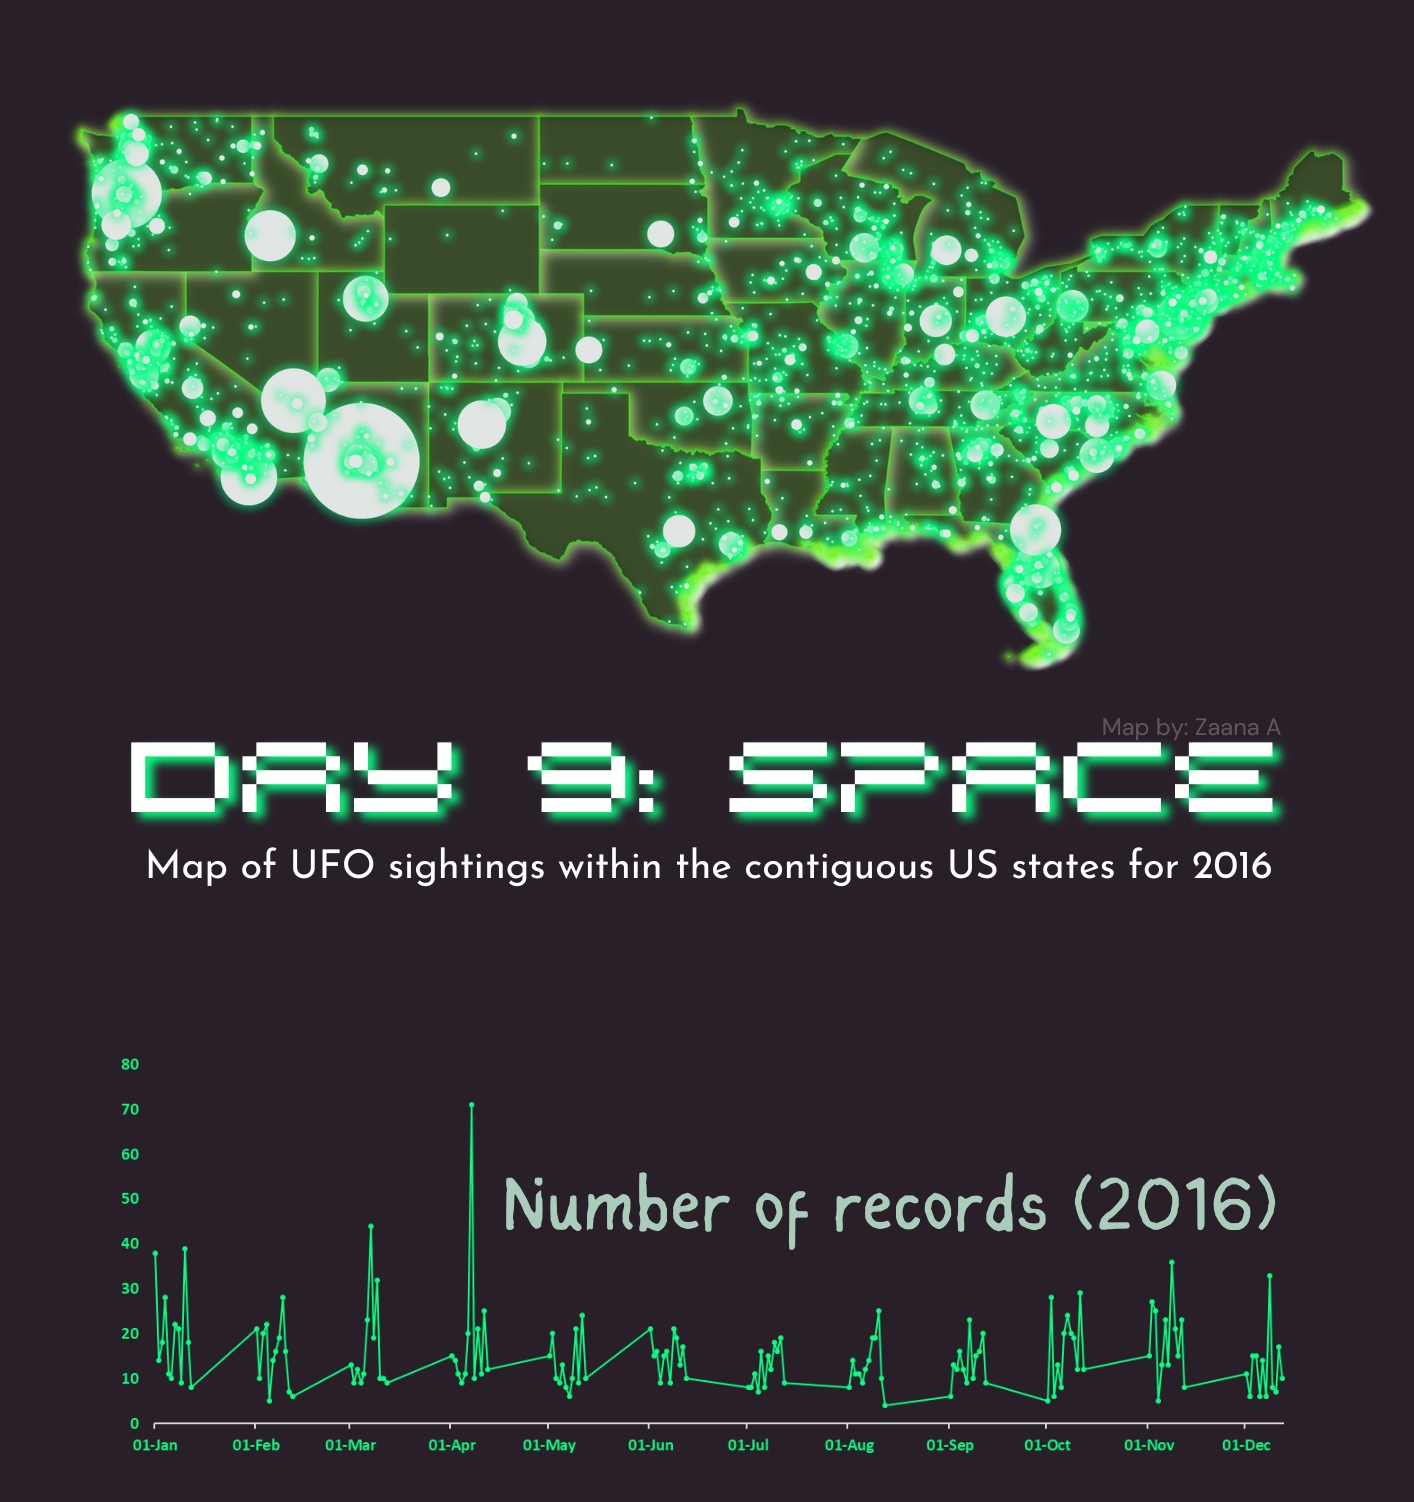 Map by: Zaana A
DAY 9: SPACE
Map of UFO sightings within the contiguous US states for 2016
Number of records (2016)
80
70
60
50
40
30
20
10
0
01-Jan 01-Feb 01-Mar 01-Apr 01-May 01-Jun 01-Jul 01-Aug 01-Sep 01-Oct 01-Nov 01-Dec